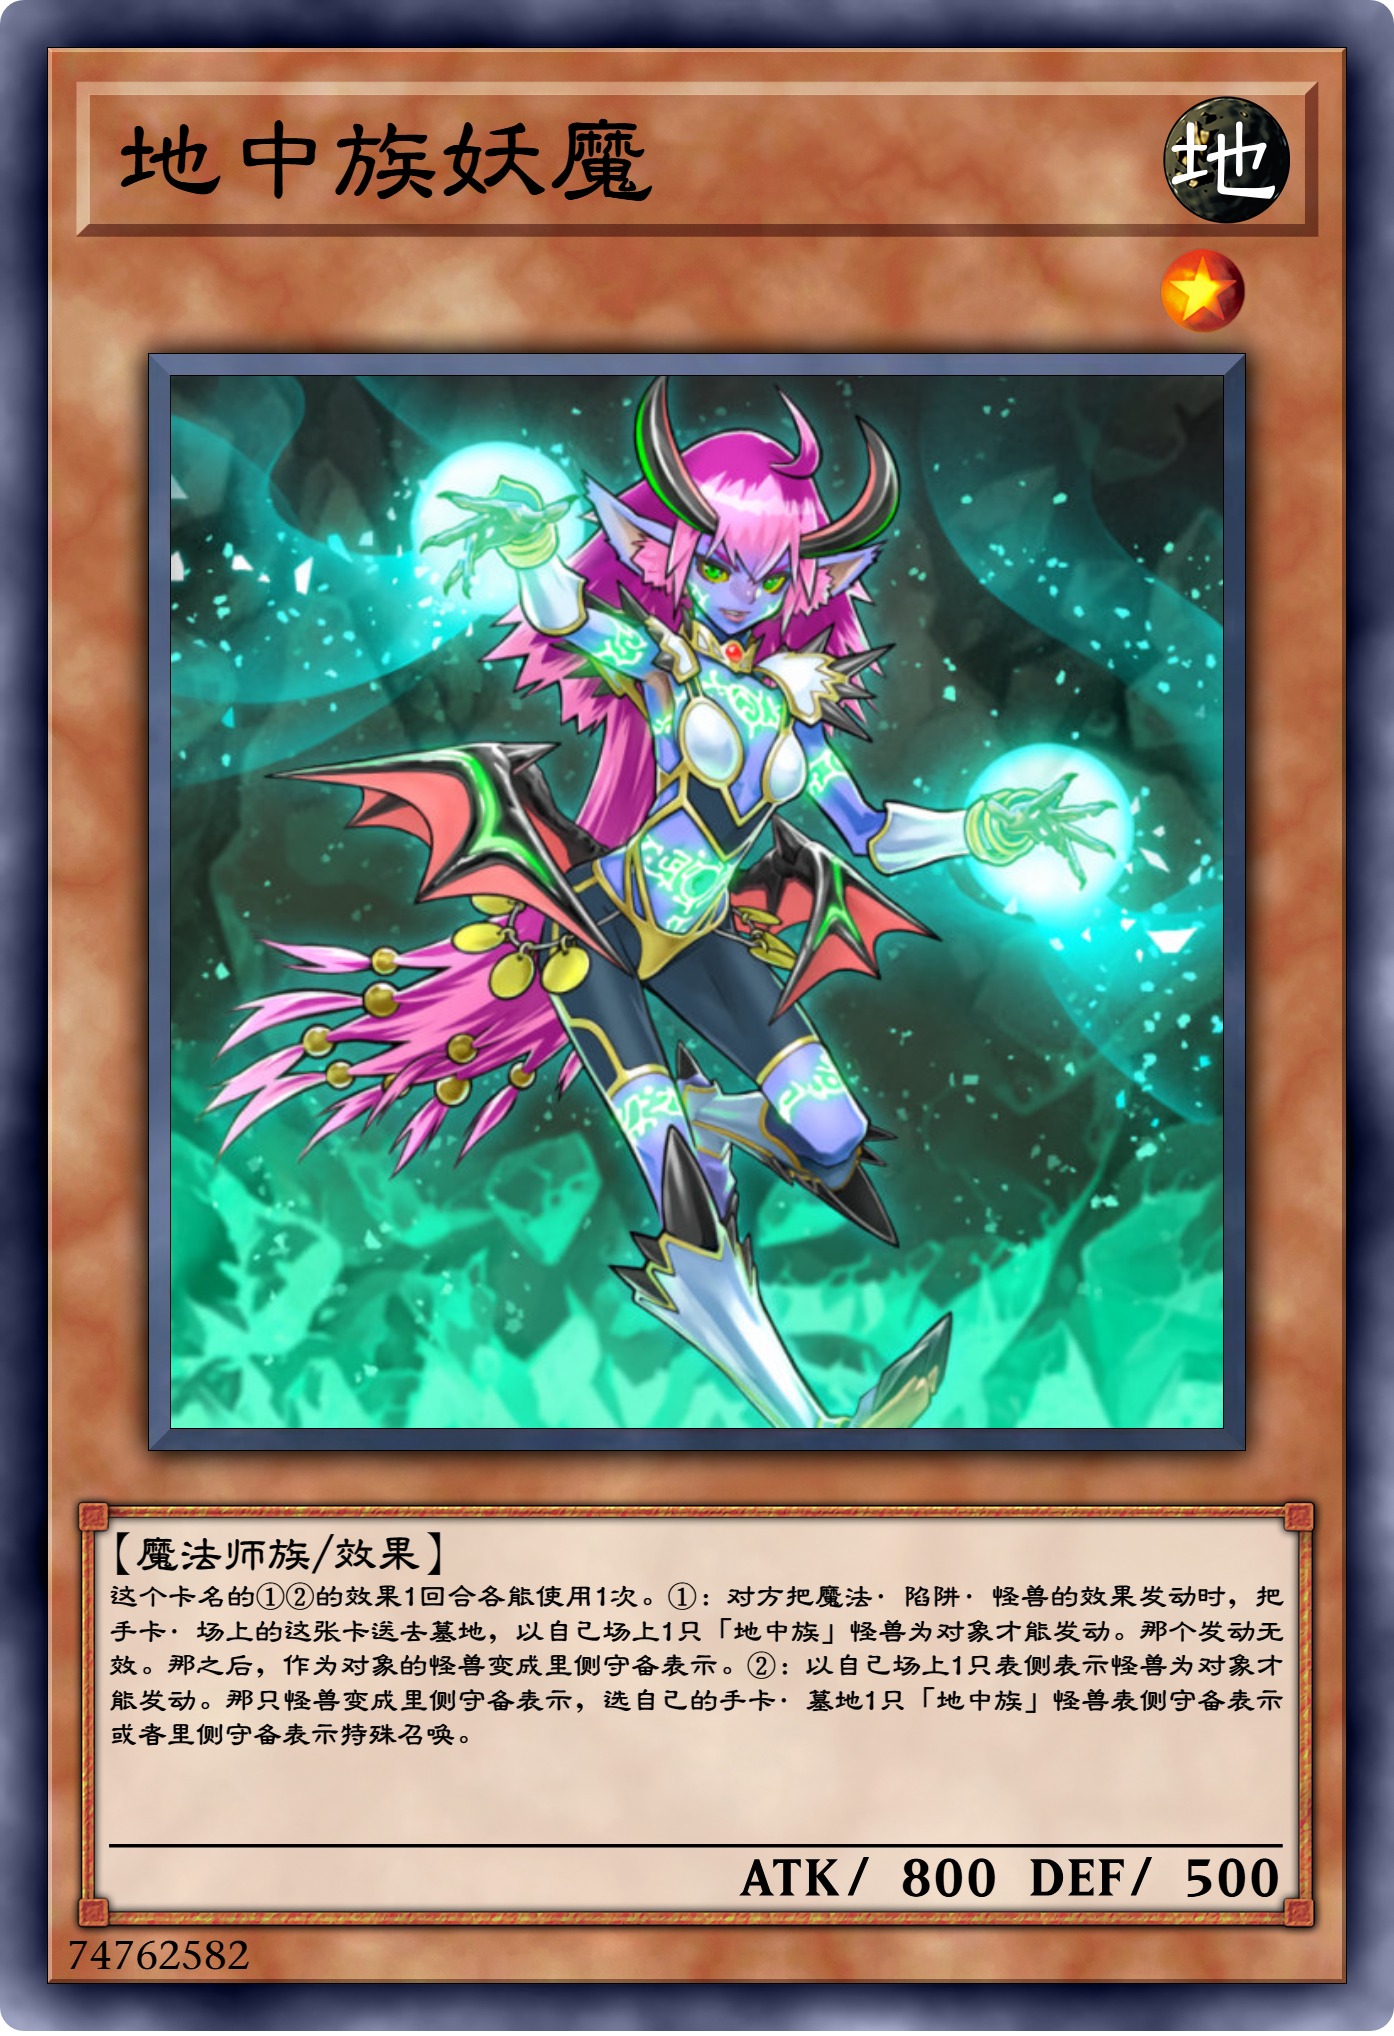 地中族妖魔
地
【魔法师族/效果】
这个卡名的①②的效果1回合各能使用1次。①：对方把魔法·陷阱·怪兽的效果发动时，把
手卡·场上的这张卡送去墓地，以自己场上1只「地中族」怪兽为对象才能发动。那个发动无
效。那之后，作为对象的怪兽变成里侧守备表示。②：以自己场上1只表侧表示怪兽为对象才
能发动。那只怪兽变成里侧守备表示，选自己的手卡·墓地1只「地中族」怪兽表侧守备表示
或者里侧守备表示特殊召唤。
ATK/ 800 DEF/ 500
74762582